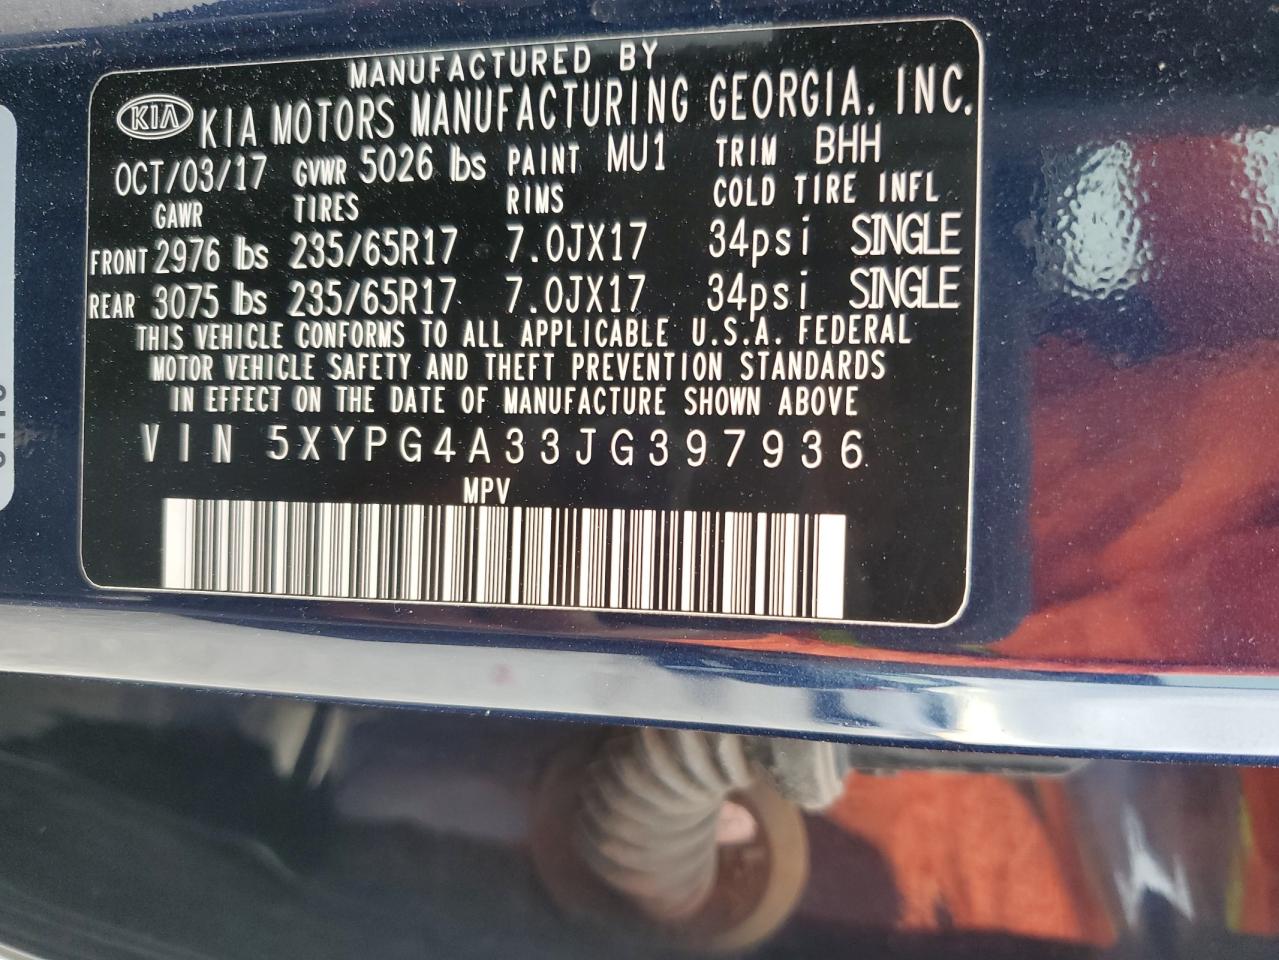 MANUFACTURED BY
KIA KIA MOTORS MANUFACTURING GEORGIA, INC.
OCT/03/17 GVWR 5026 lbs PAINT MU1 TRIM BHH
GAWR TIRES RIMS COLD TIRE INFL
FRONT 2976 lbs 235/65R17 7.0JX17 34psi SINGLE
REAR 3075 lbs 235/65R17 7.0JX17 34psi SINGLE
THIS VEHICLE CONFORMS TO ALL APPLICABLE U.S.A. FEDERAL
MOTOR VEHICLE SAFETY AND THEFT PREVENTION STANDARDS
IN EFFECT ON THE DATE OF MANUFACTURE SHOWN ABOVE
VIN 5XYPG4A33JG397936
MPV